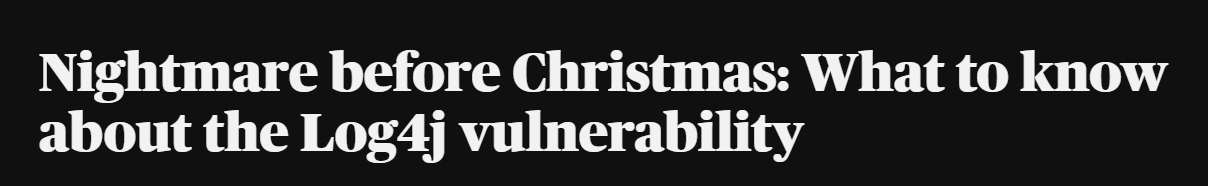 Nightmare before Christmas: What to know
about the Log4j vulnerability